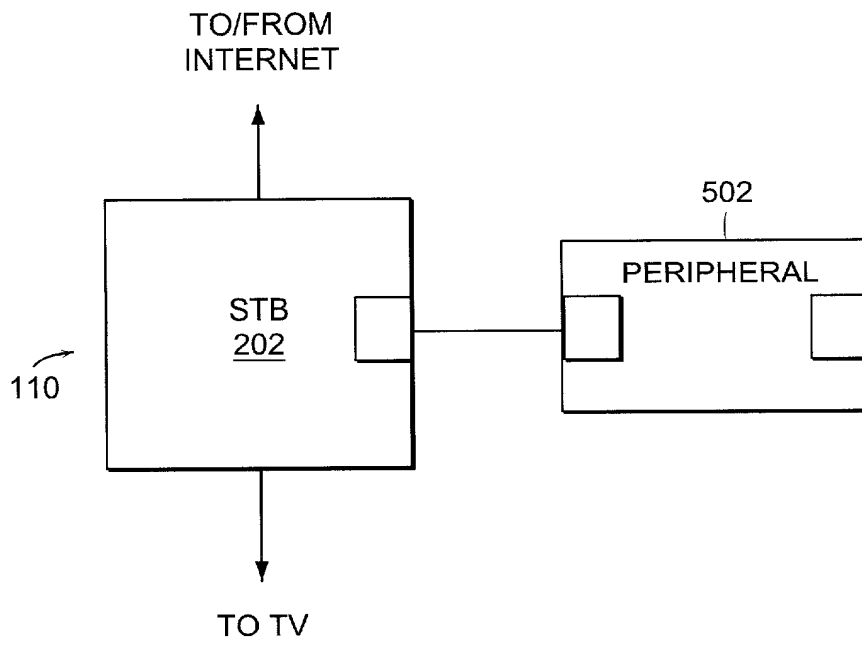 TO/FROM
INTERNET
502
PERIPHERAL
STB
202
110
TO TV